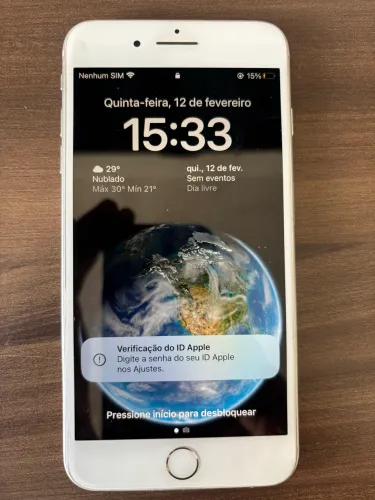 Nenhum SIM 15%
Quinta-feira, 12 de fevereiro
15:33
29° qui., 12 de fev.
Nublado Sem eventos
Máx 30° Mín 21° Dia livre
Verificação do ID Apple
Digite a senha do seu ID Apple
nos Ajustes.
Pressione início para desbloquear